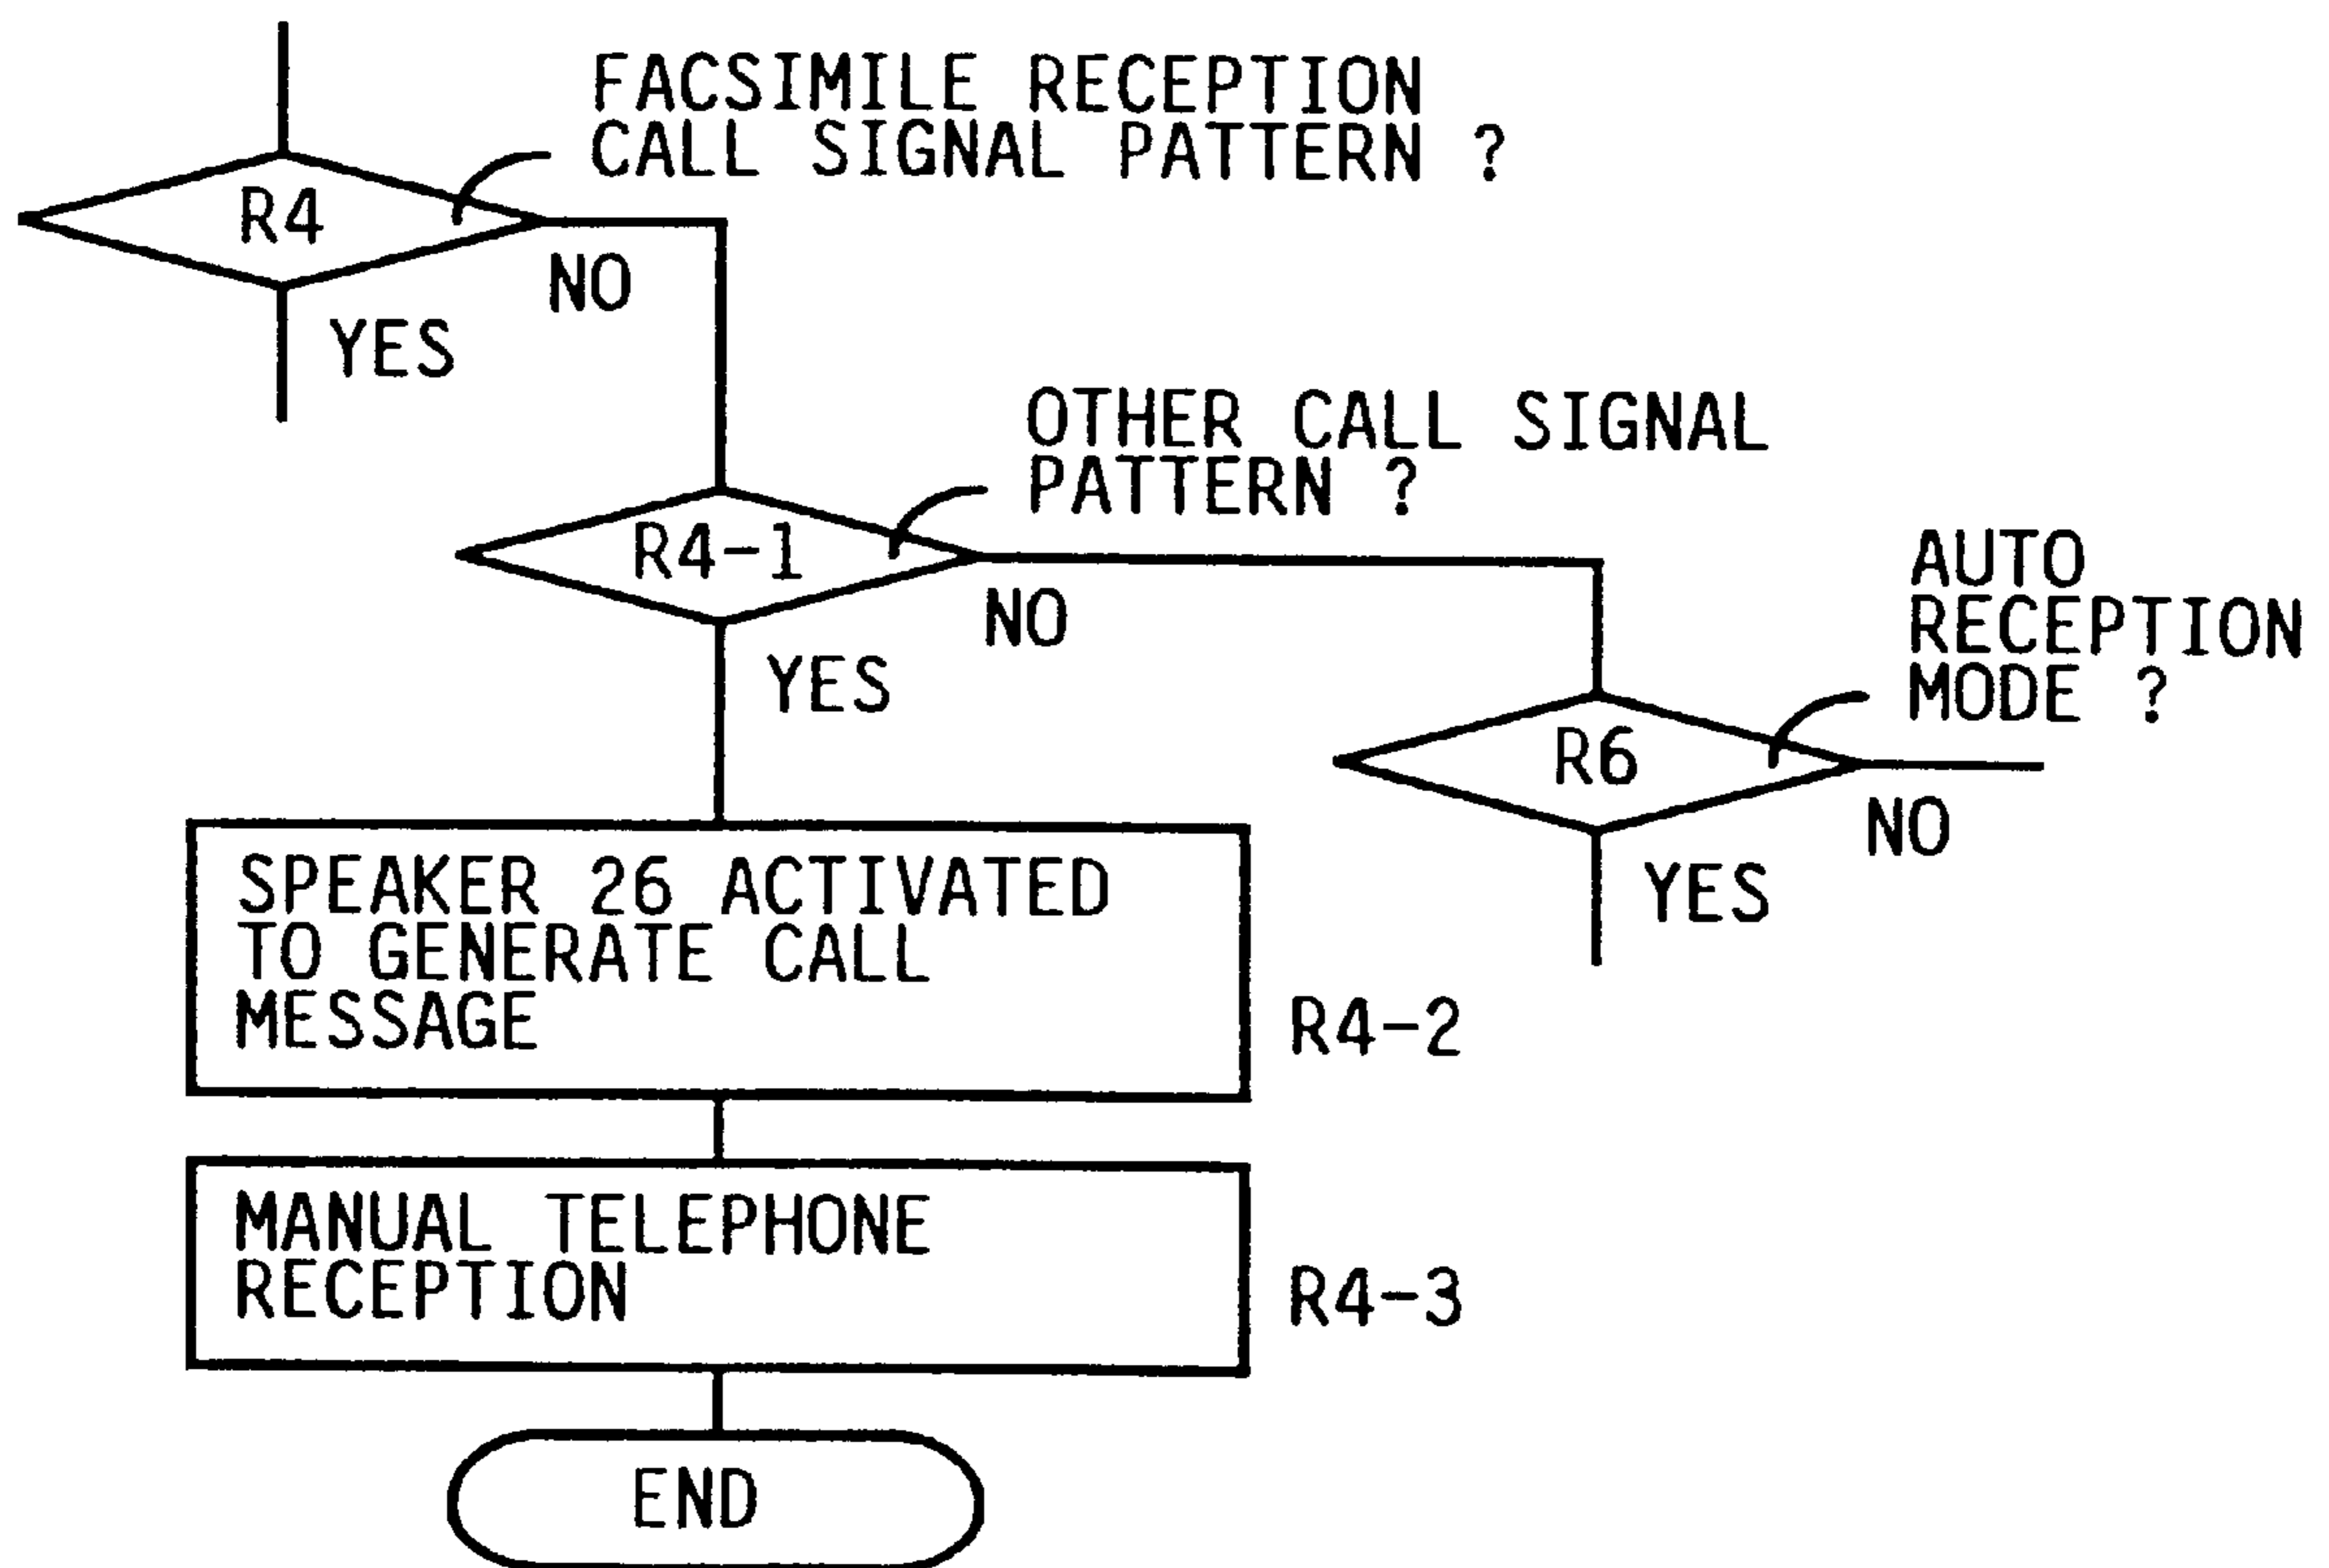 FACSIMILE RECEPTION
CALL SIGNAL PATTERN ?
R4
NO
YES
OTHER CALL SIGNAL
PATTERN ?
R4-1
NO
YES
AUTO
RECEPTION
MODE ?
R6
NO
YES
SPEAKER 26 ACTIVATED
TO GENERATE CALL
MESSAGE
R4-2
MANUAL TELEPHONE
RECEPTION
R4-3
END